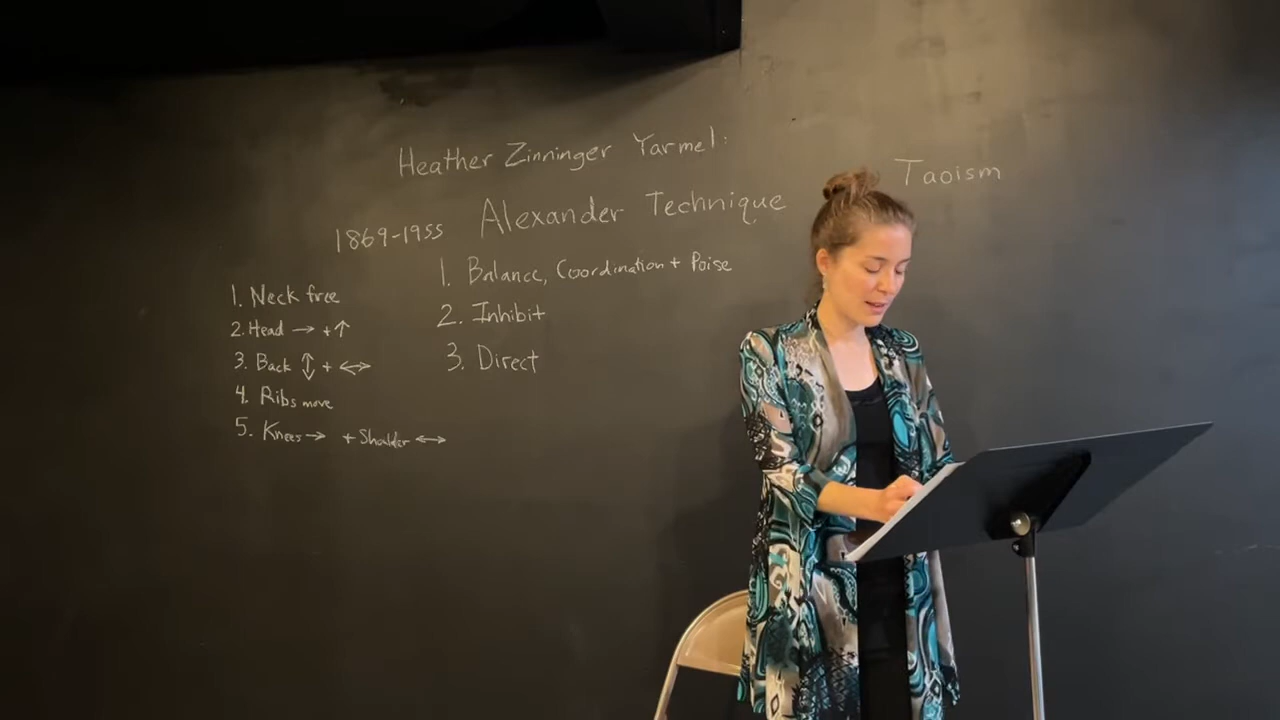 Heather Zinninger Yarmel:
Taoism
1869-1955 Alexander Technique
1. Balance, Coordination + Poise
2. Inhibit
3. Direct
1. Neck free
2. Head → + ↑
3. Back ↕ + ↔
4. Ribs move
5. Knees → + Shoulder ↔